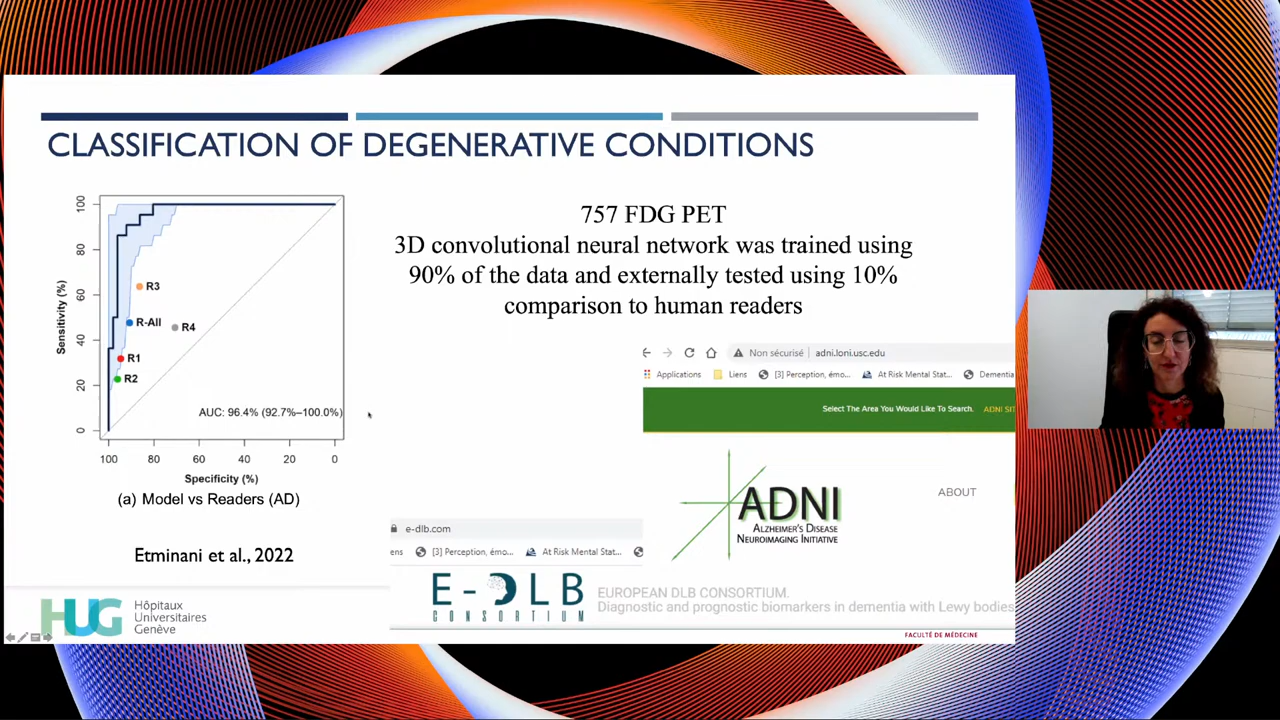 CLASSIFICATION OF DEGENERATIVE CONDITIONS
100
80
60
40
20
0
Sensitivity (%)
R3
R-All
R4
R1
R2
AUC: 96.4% (92.7%–100.0%)
100
80
60
40
20
0
Specificity (%)
(a) Model vs Readers (AD)
Etminani et al., 2022
757 FDG PET
3D convolutional neural network was trained using
90% of the data and externally tested using 10%
comparison to human readers
Non sécurisé | adni.loni.usc.edu
Applications Liens [3] Perception, émo... At Risk Mental Stat... Dementia
Select The Area You Would Like To Search. ADNI SIT
ADNI
ALZHEIMER'S DISEASE
NEUROIMAGING INITIATIVE
ABOUT
e-dlb.com
ens [3] Perception, émo... At Risk Mental Stat...
E-DLB
CONSORTIUM
EUROPEAN DLB CONSORTIUM.
Diagnostic and prognostic biomarkers in dementia with Lewy bodies
HUG
Hôpitaux
Universitaires
Genève
FACULTÉ DE MÉDECINE